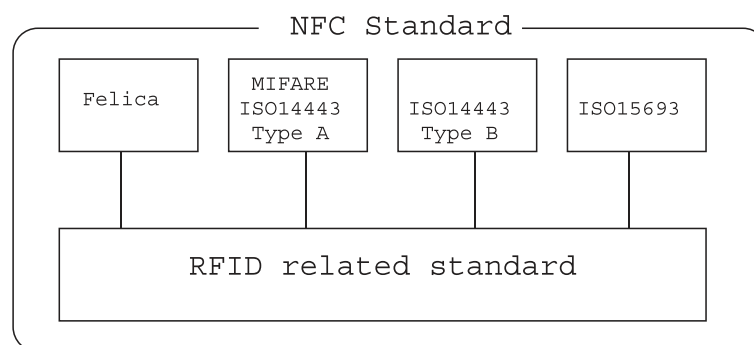 NFC Standard
Felica
MIFARE
ISO14443
Type A
ISO14443
Type B
ISO15693
RFID related standard